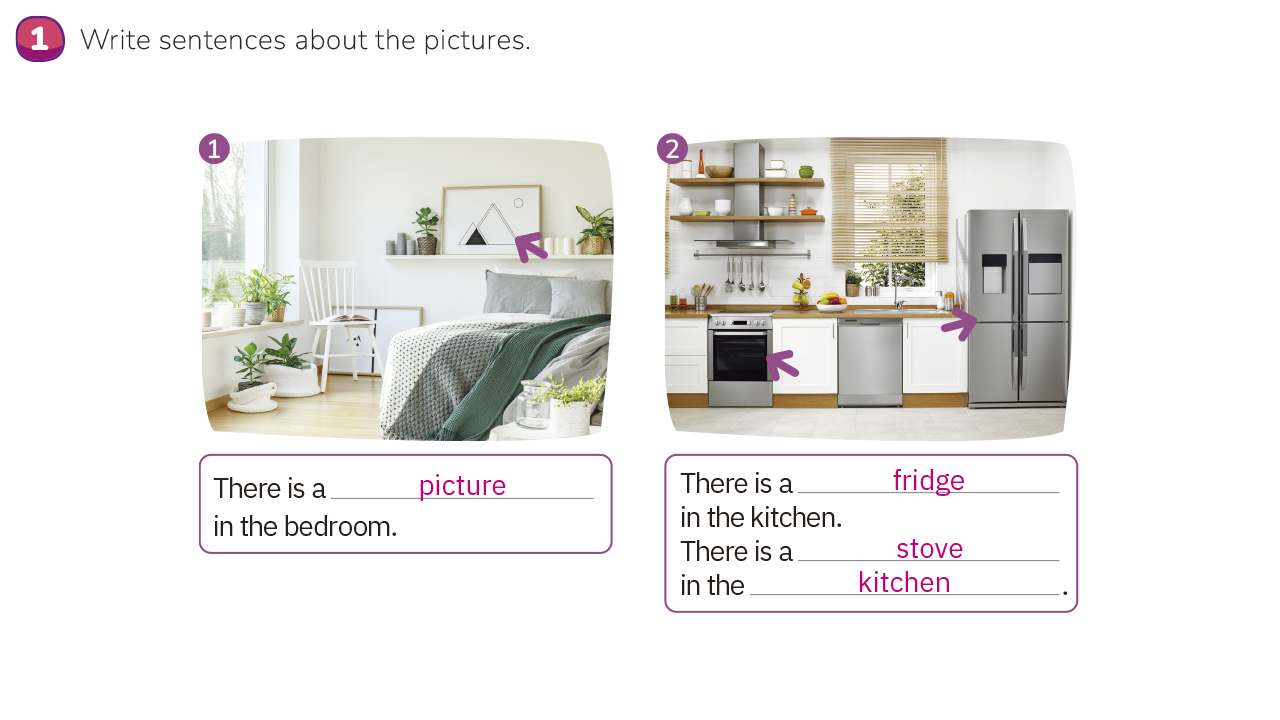 1 Write sentences about the pictures.
1
2
There is a picture
in the bedroom.
There is a fridge
in the kitchen.
There is a stove
in the kitchen.